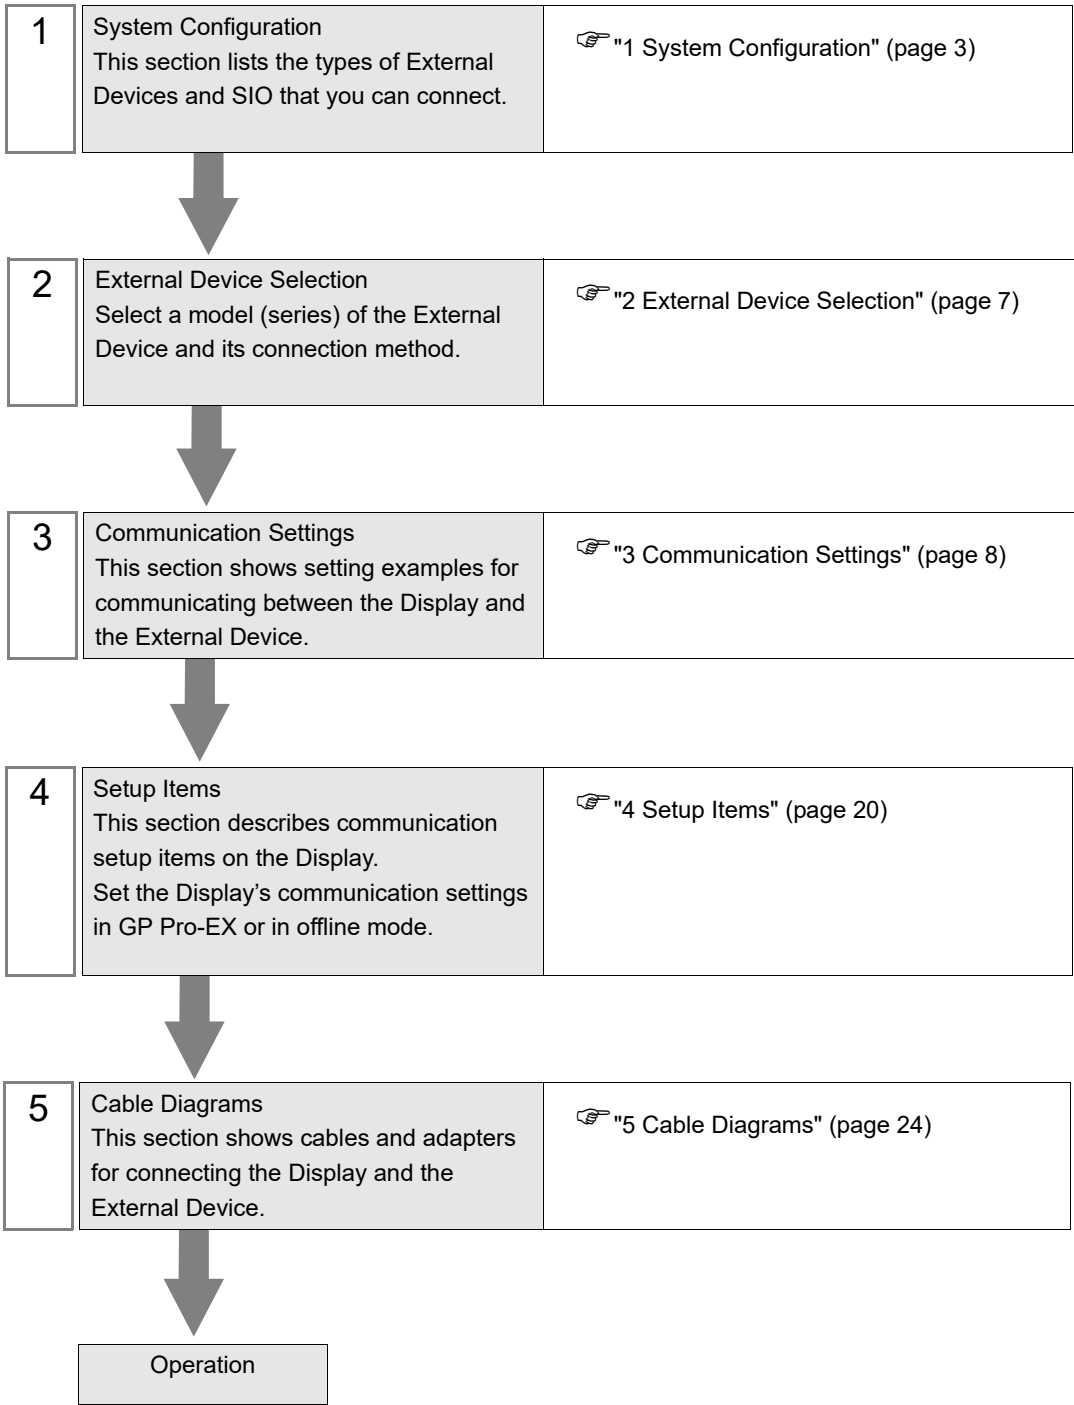 1
System Configuration
This section lists the types of External
Devices and SIO that you can connect.
"1 System Configuration" (page 3)
2
External Device Selection
Select a model (series) of the External
Device and its connection method.
"2 External Device Selection" (page 7)
3
Communication Settings
This section shows setting examples for
communicating between the Display and
the External Device.
"3 Communication Settings" (page 8)
4
Setup Items
This section describes communication
setup items on the Display.
Set the Display’s communication settings
in GP Pro-EX or in offline mode.
"4 Setup Items" (page 20)
5
Cable Diagrams
This section shows cables and adapters
for connecting the Display and the
External Device.
"5 Cable Diagrams" (page 24)
Operation